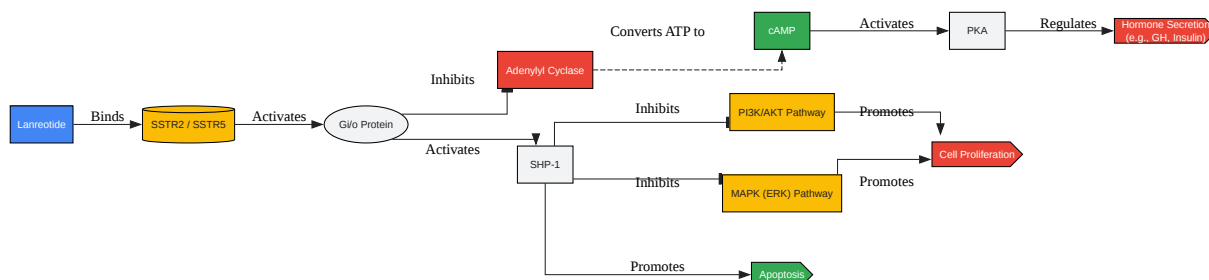 Converts ATP to
cAMP
Activates
PKA
Regulates
Hormone Secretion
(e.g., GH, Insulin)
Inhibits
Adenylyl Cyclase
Lanreotide
Binds
SSTR2 / SSTR5
Activates
Gi/o Protein
Activates
SHP-1
Inhibits
PI3K/AKT Pathway
Promotes
Cell Proliferation
Inhibits
MAPK (ERK) Pathway
Promotes
Promotes
Apoptosis